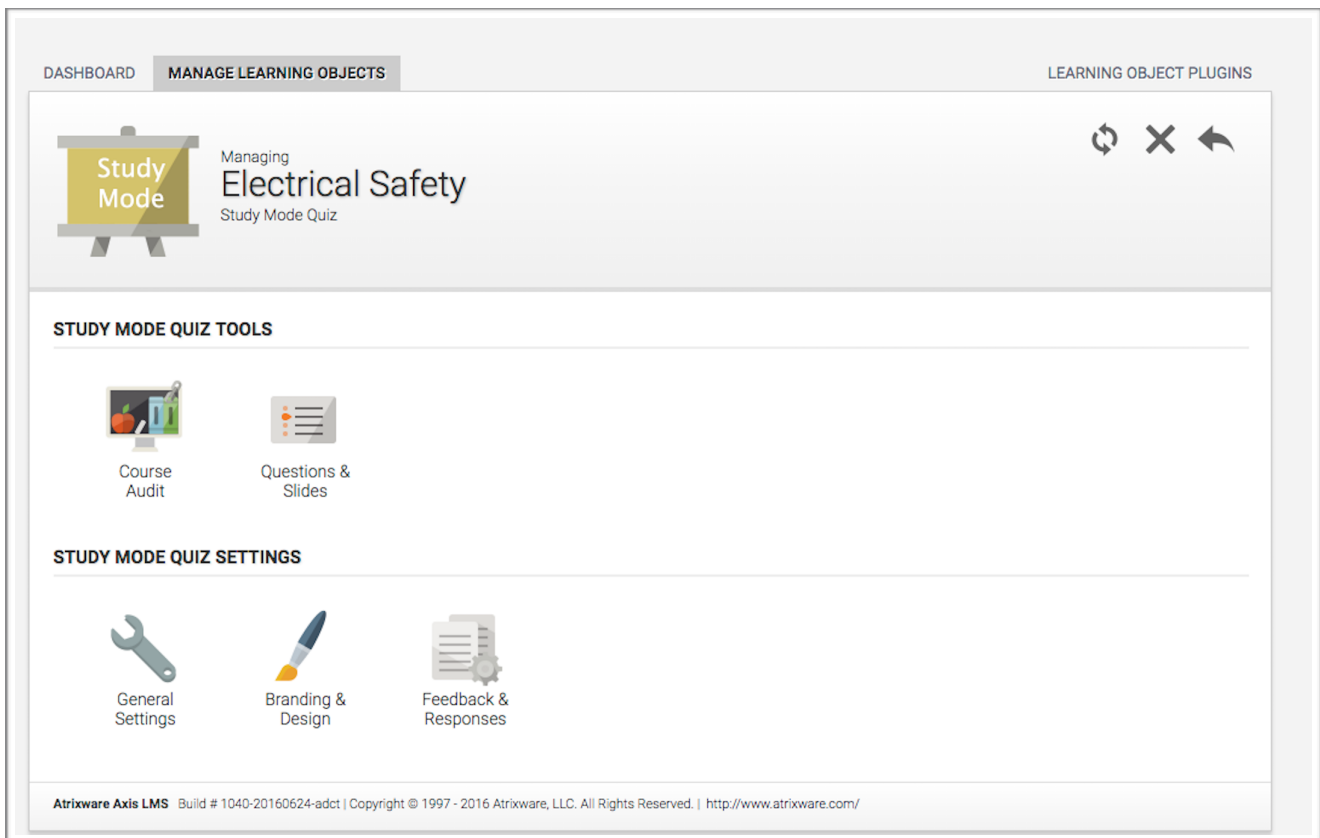 DASHBOARD
MANAGE LEARNING OBJECTS
LEARNING OBJECT PLUGINS
Study
Mode
Managing
Electrical Safety
Study Mode Quiz
STUDY MODE QUIZ TOOLS
Course
Audit
Questions &
Slides
STUDY MODE QUIZ SETTINGS
General
Settings
Branding &
Design
Feedback &
Responses
Atrixware Axis LMS Build # 1040-20160624-adct | Copyright © 1997 - 2016 Atrixware, LLC. All Rights Reserved. | http://www.atrixware.com/